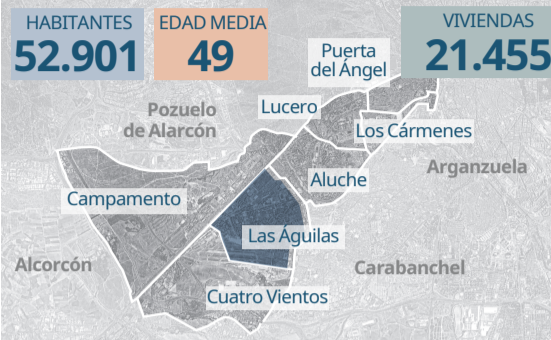 HABITANTES
52.901
EDAD MEDIA
49
VIVIENDAS
21.455
Puerta
del Ángel
Lucero
Pozuelo
de Alarcón
Los Cármenes
Arganzuela
Aluche
Campamento
Las Águilas
Alcorcón
Carabanchel
Cuatro Vientos